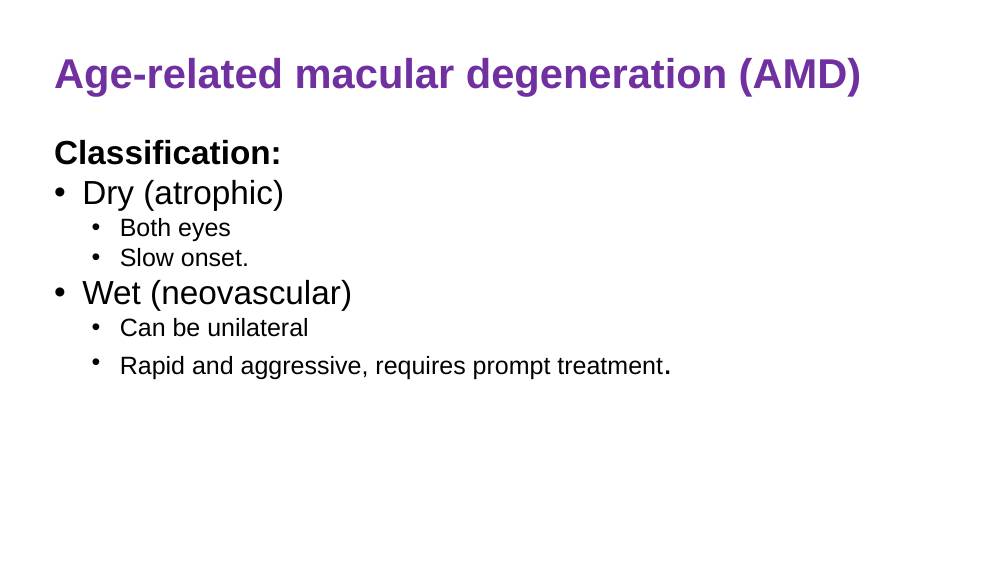 Age-related macular degeneration (AMD)
Classification:
• Dry (atrophic)
• Both eyes
• Slow onset.
• Wet (neovascular)
• Can be unilateral
• Rapid and aggressive, requires prompt treatment.